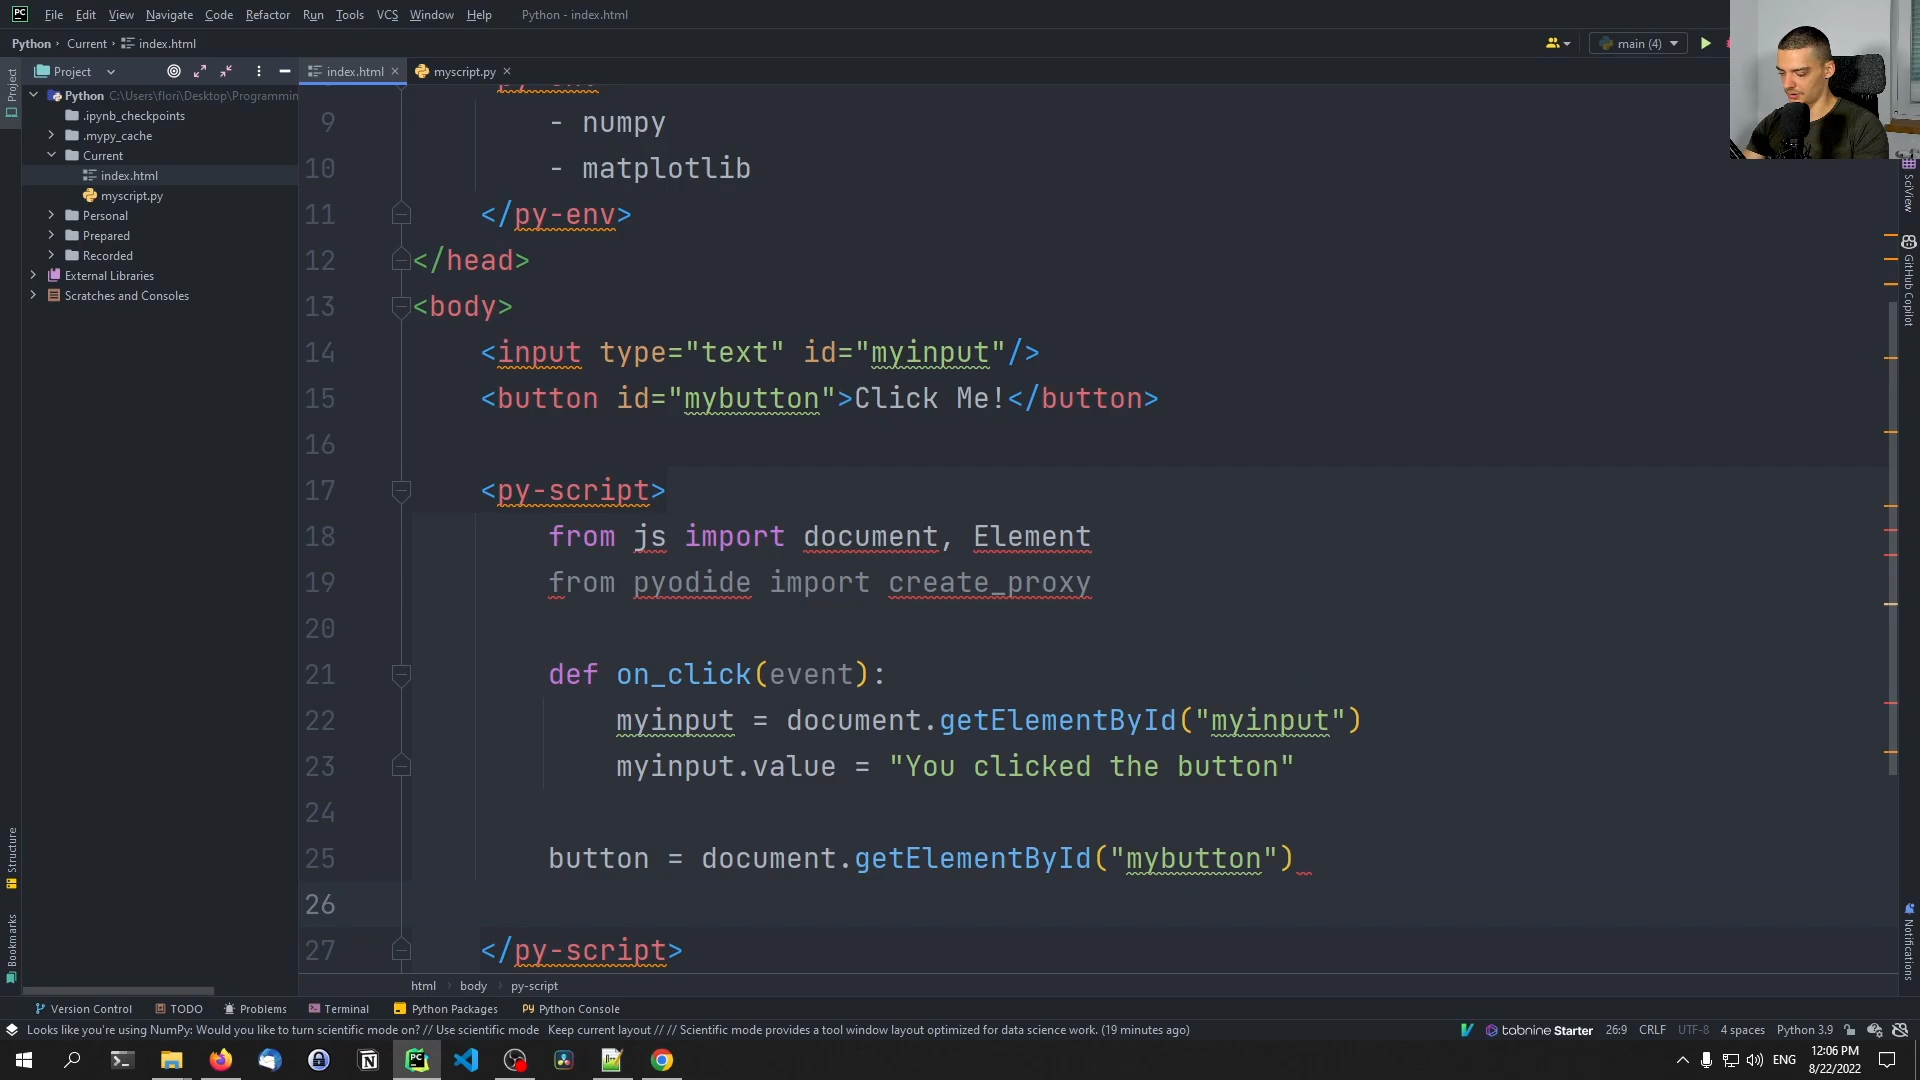 PC File Edit View Navigate Code Refactor Run Tools VCS Window Help Python - index.html
Python Current index.html
main (4)
Project
index.html
myscript.py
Project
Python C:\Users\flori\Desktop\Programmin
.ipynb_checkpoints
.mypy_cache
Current
index.html
myscript.py
Personal
Prepared
Recorded
External Libraries
Scratches and Consoles
9 - numpy
10 - matplotlib
11 </py-env>
12 </head>
13 <body>
14 <input type="text" id="myinput"/>
15 <button id="mybutton">Click Me!</button>
16
17 <py-script>
18 from js import document, Element
19 from pyodide import create_proxy
20
21 def on_click(event):
22 myinput = document.getElementById("myinput")
23 myinput.value = "You clicked the button"
24
25 button = document.getElementById("mybutton")
26
27 </py-script>
SciView
GitHub Copilot
Notifications
Structure
Bookmarks
html body py-script
Version Control TODO Problems Terminal Python Packages Python Console
Looks like you're using NumPy: Would you like to turn scientific mode on? // Use scientific mode Keep current layout // // Scientific mode provides a tool window layout optimized for data science work. (19 minutes ago)
tabnine Starter 26:9 CRLF UTF-8 4 spaces Python 3.9
ENG
12:06 PM
8/22/2022